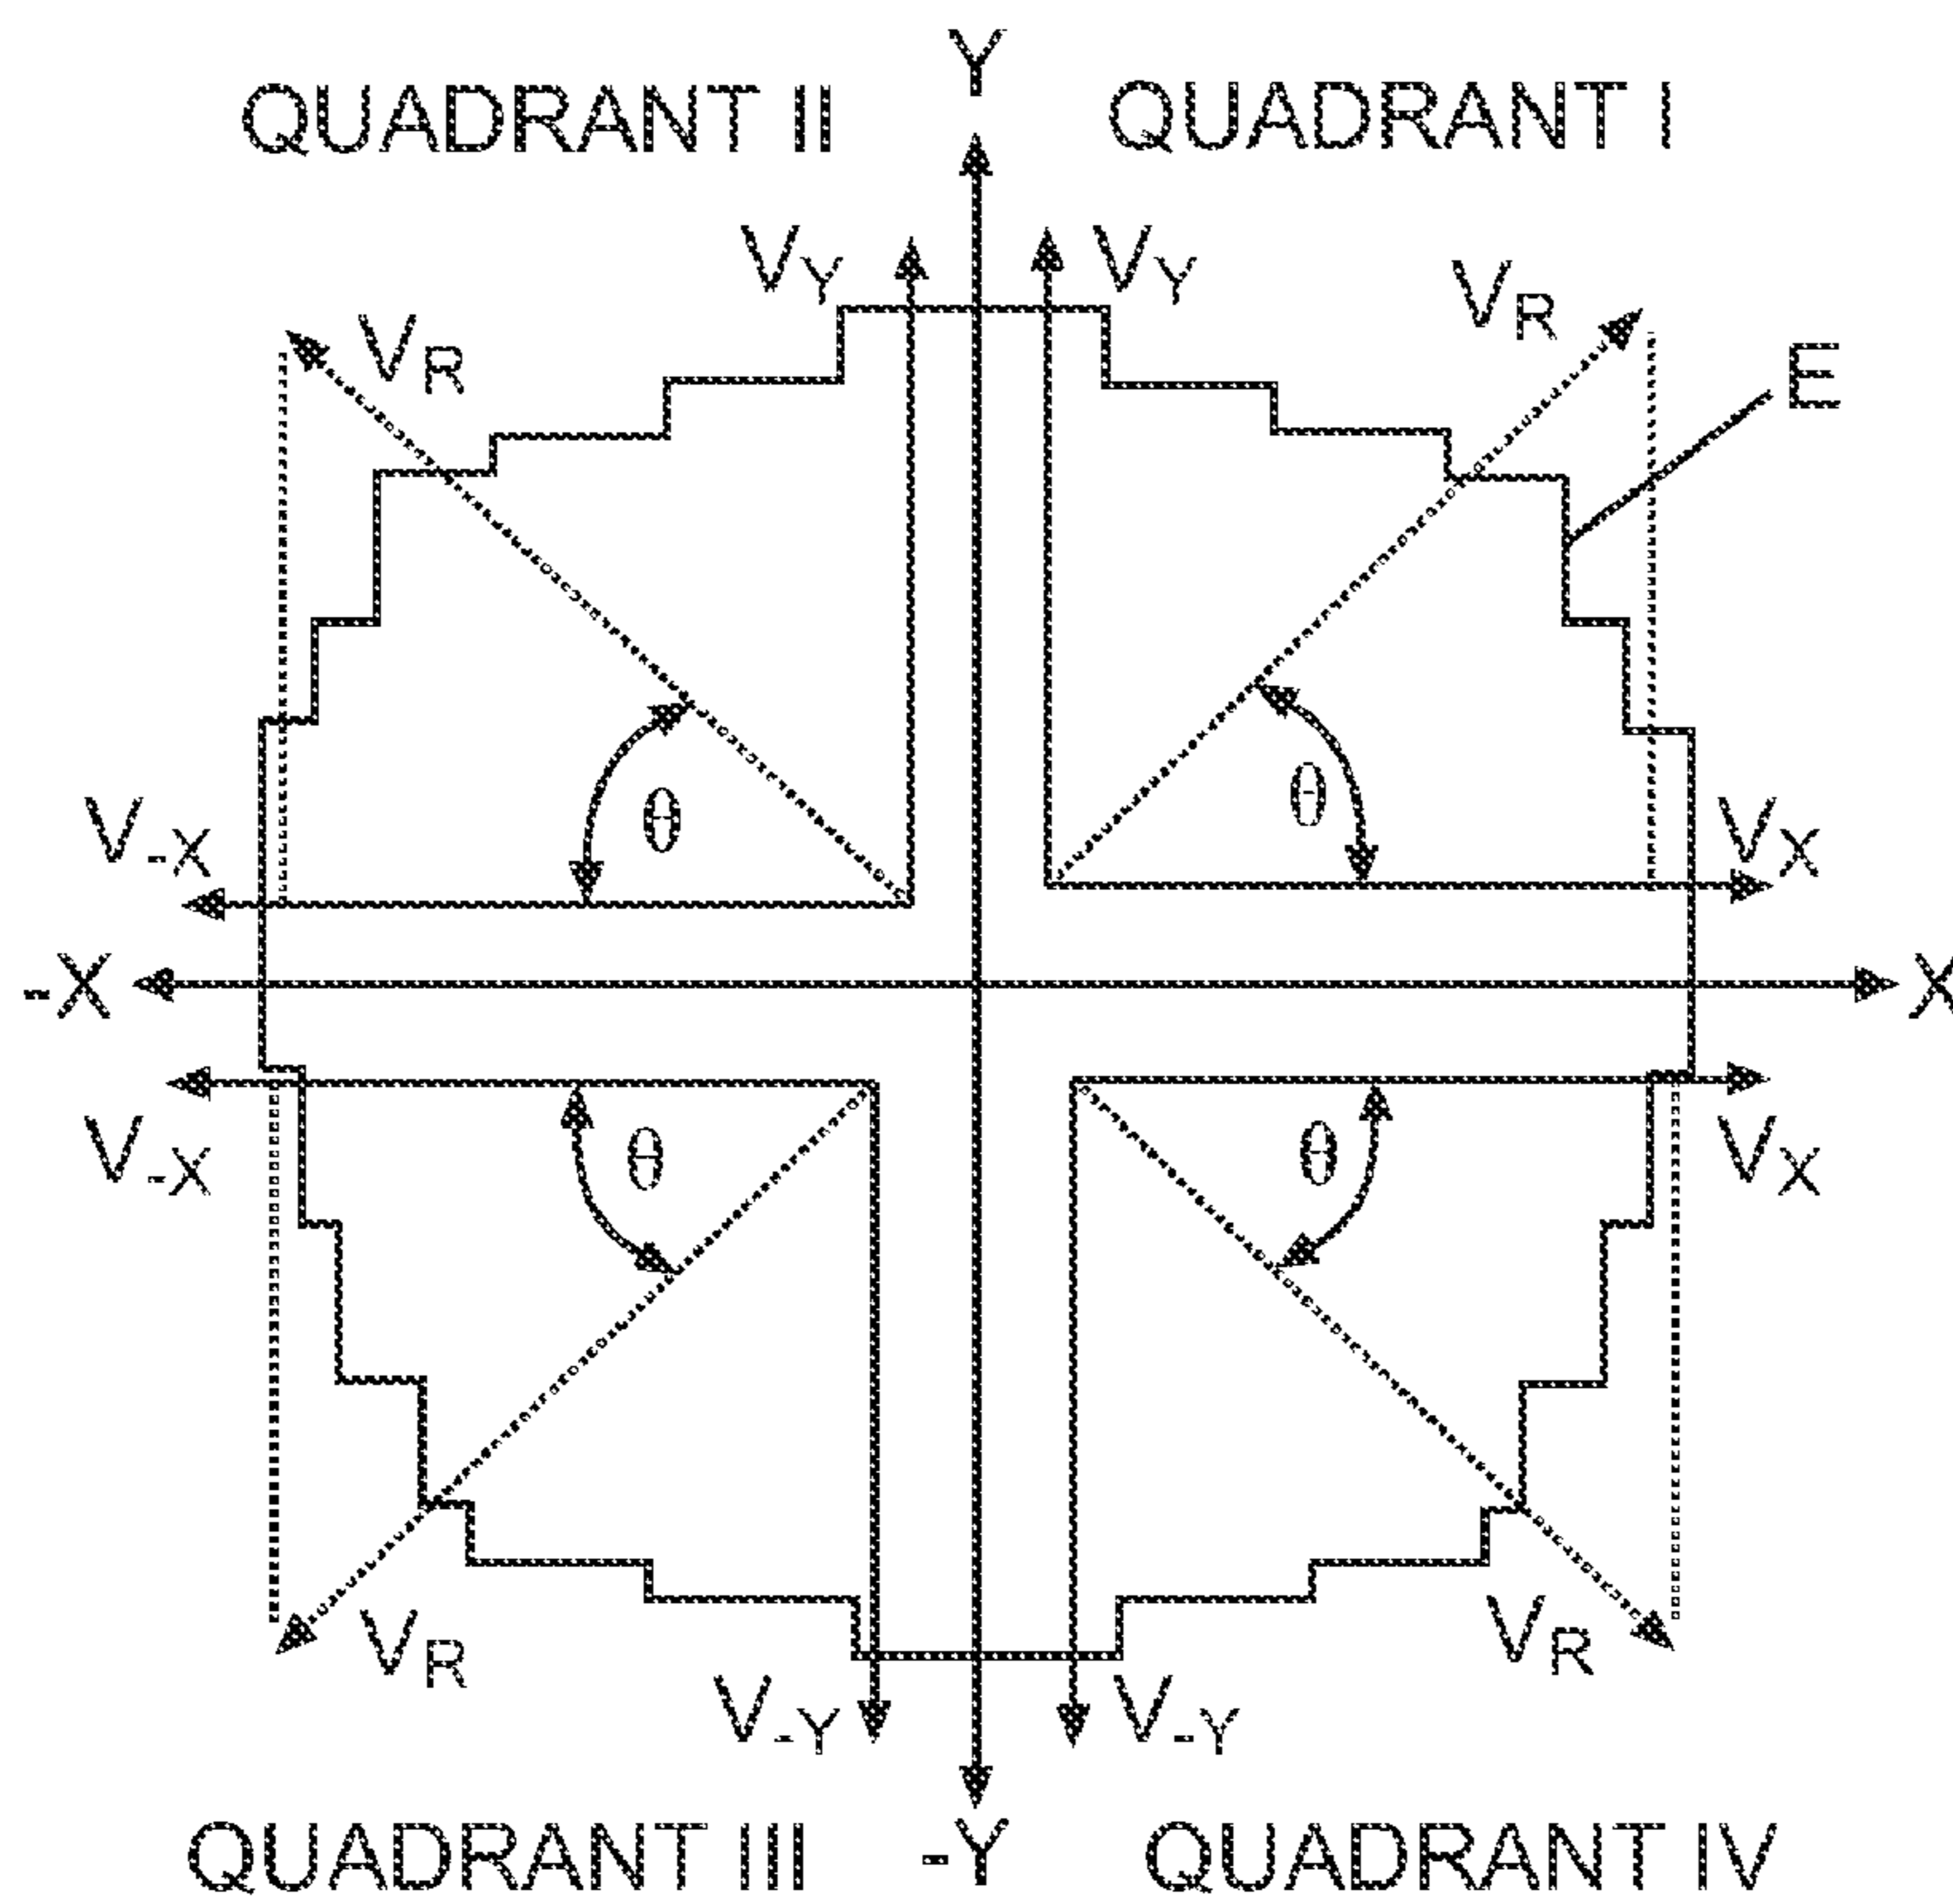 Y
QUADRANT II QUADRANT I
VY VY
VR VR
E
θ θ
V-X VX
-X X
V-X VX
θ θ
VR VR
V-Y V-Y
QUADRANT III -Y QUADRANT IV